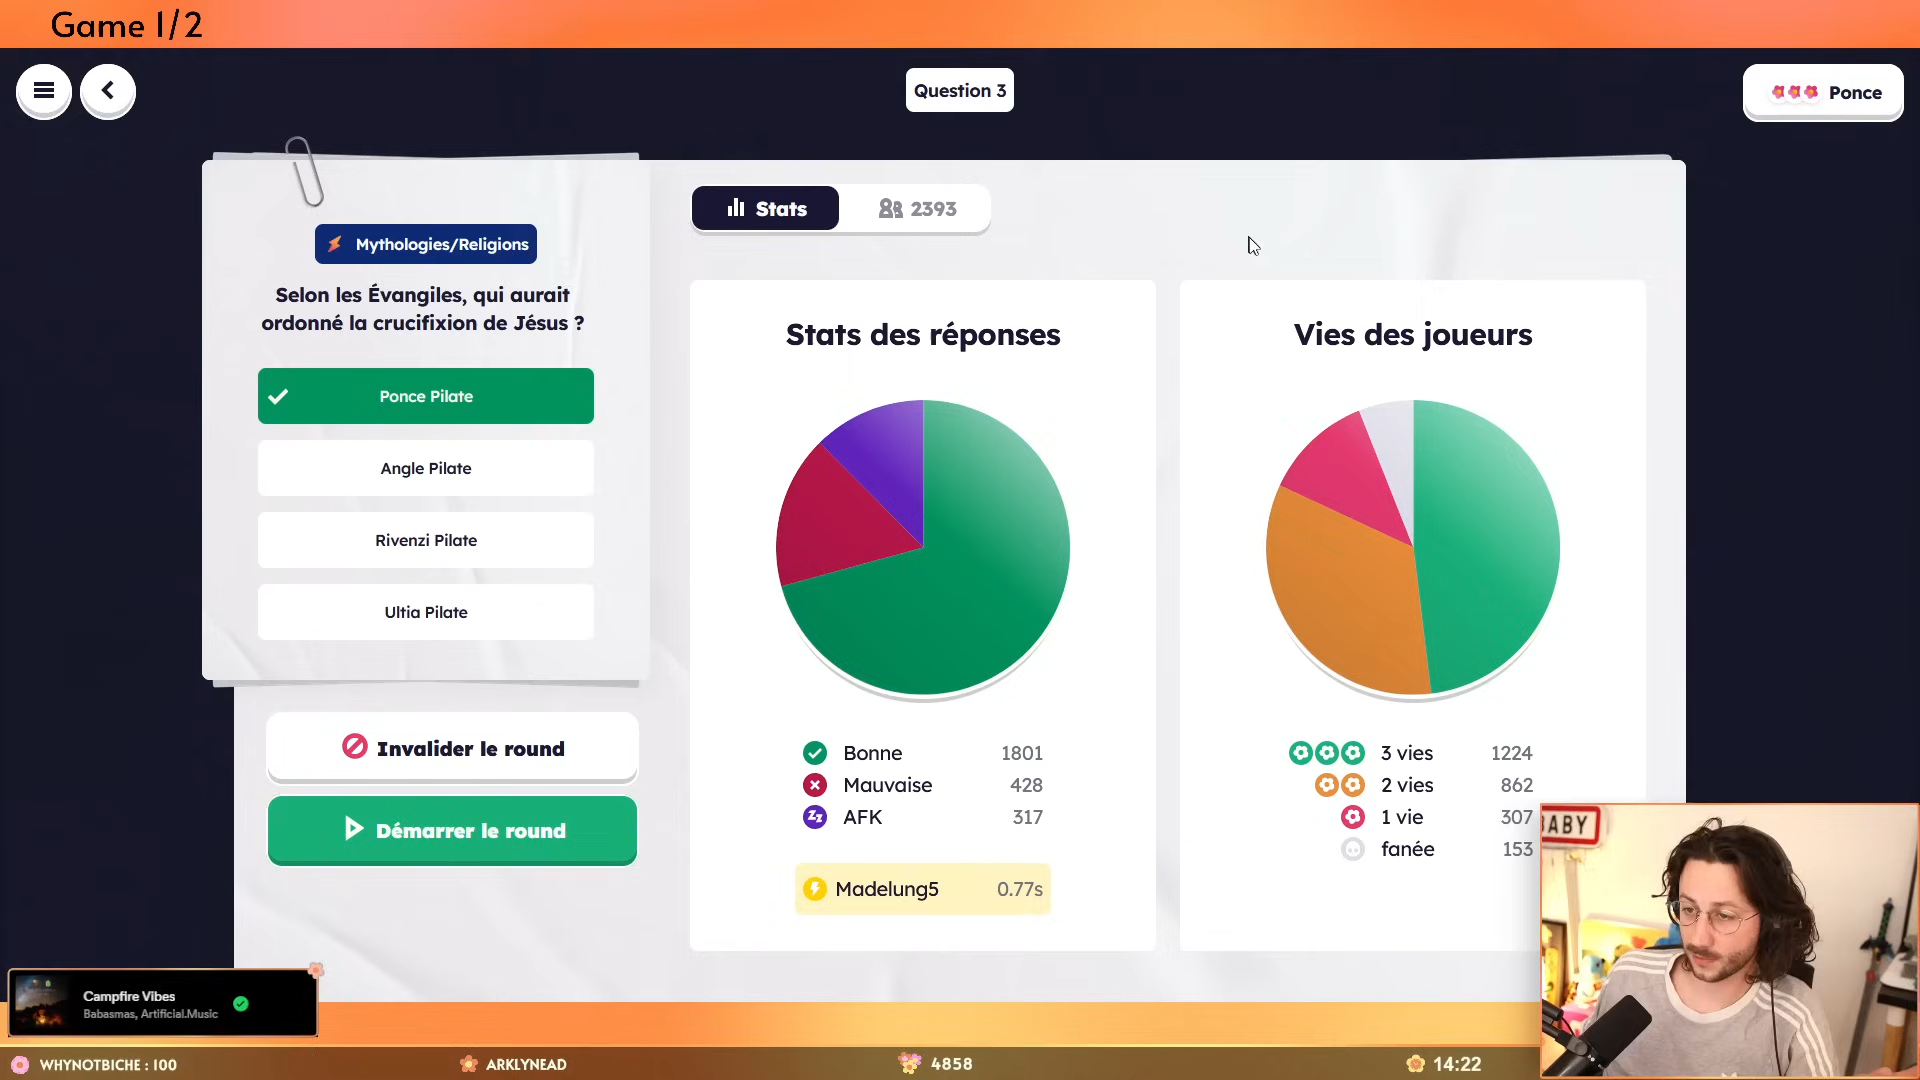 Game 1/2
Question 3
Ponce
Mythologies/Religions
Selon les Évangiles, qui aurait
ordonné la crucifixion de Jésus ?
Ponce Pilate
Angle Pilate
Rivenzi Pilate
Ultia Pilate
Invalider le round
Démarrer le round
Stats
2393
Stats des réponses
Bonne 1801
Mauvaise 428
AFK 317
Madelung5 0.77s
Vies des joueurs
3 vies 1224
2 vies 862
1 vie 307
fanée 153
BABY
Campfire Vibes
Babasmas, Artificial.Music
WHYNOTBICHE : 100
ARKLYNEAD
4858
14:22